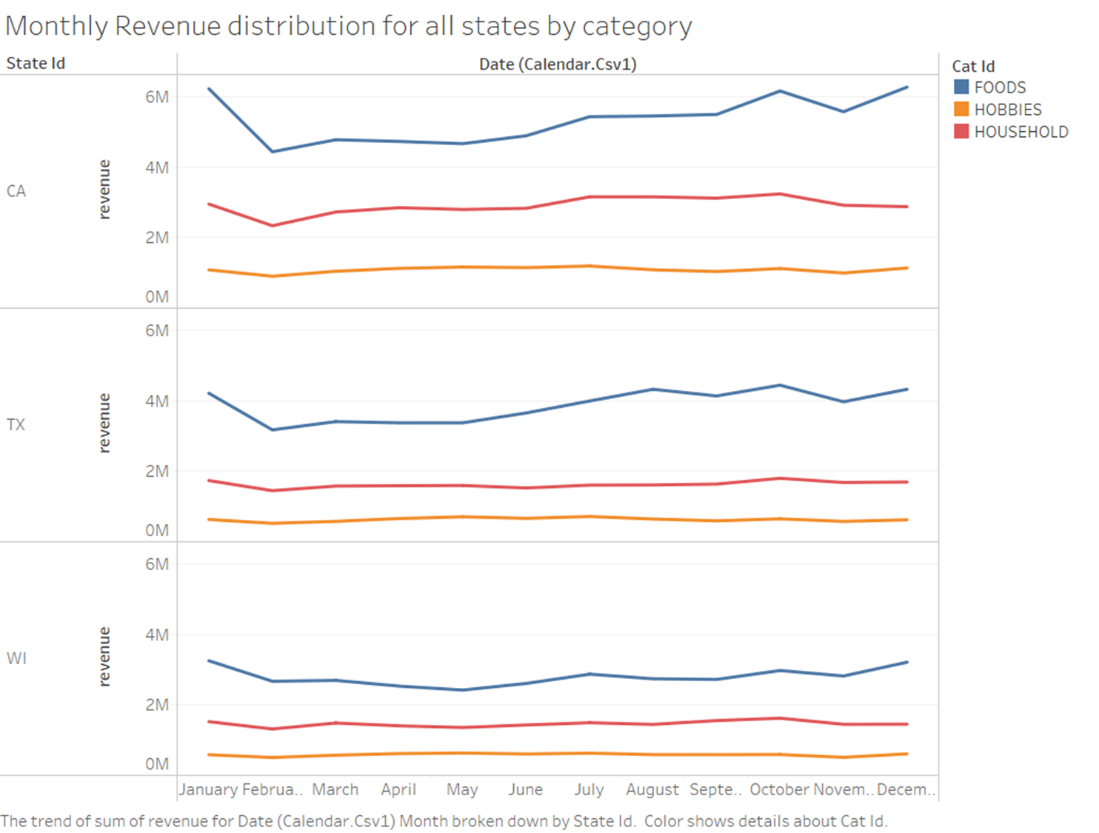 Monthly Revenue distribution for all states by category
State Id
Date (Calendar.Csv1)
Cat Id
FOODS
HOBBIES
HOUSEHOLD
CA
revenue
6M
4M
2M
0M
TX
revenue
6M
4M
2M
0M
WI
revenue
6M
4M
2M
0M
January Februa.. March April May June July August Septe.. October Novem.. Decem..
The trend of sum of revenue for Date (Calendar.Csv1) Month broken down by State Id.  Color shows details about Cat Id.